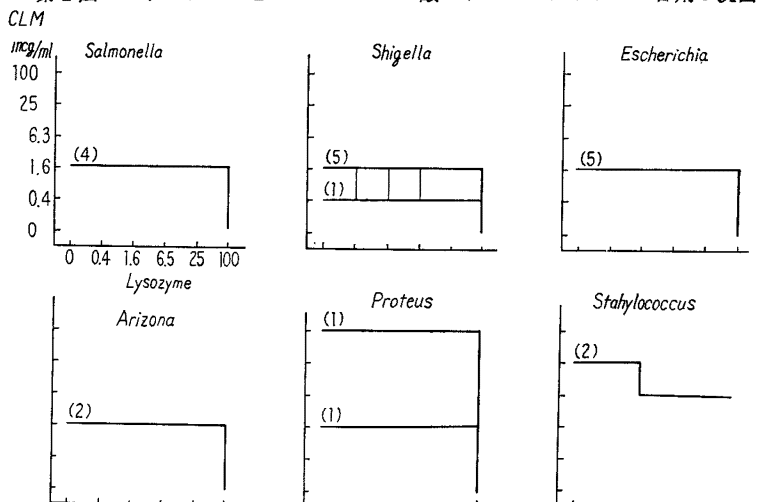 CLM
mcg/ml
Salmonella
100
25
6.3
1.6
0.4
0
(4)
0 0.4 1.6 6.5 25 100
Lysozyme
Shigella
(5)
(1)
Escherichia
(5)
Arizona
(2)
Proteus
(1)
(1)
Stahylococcus
(2)